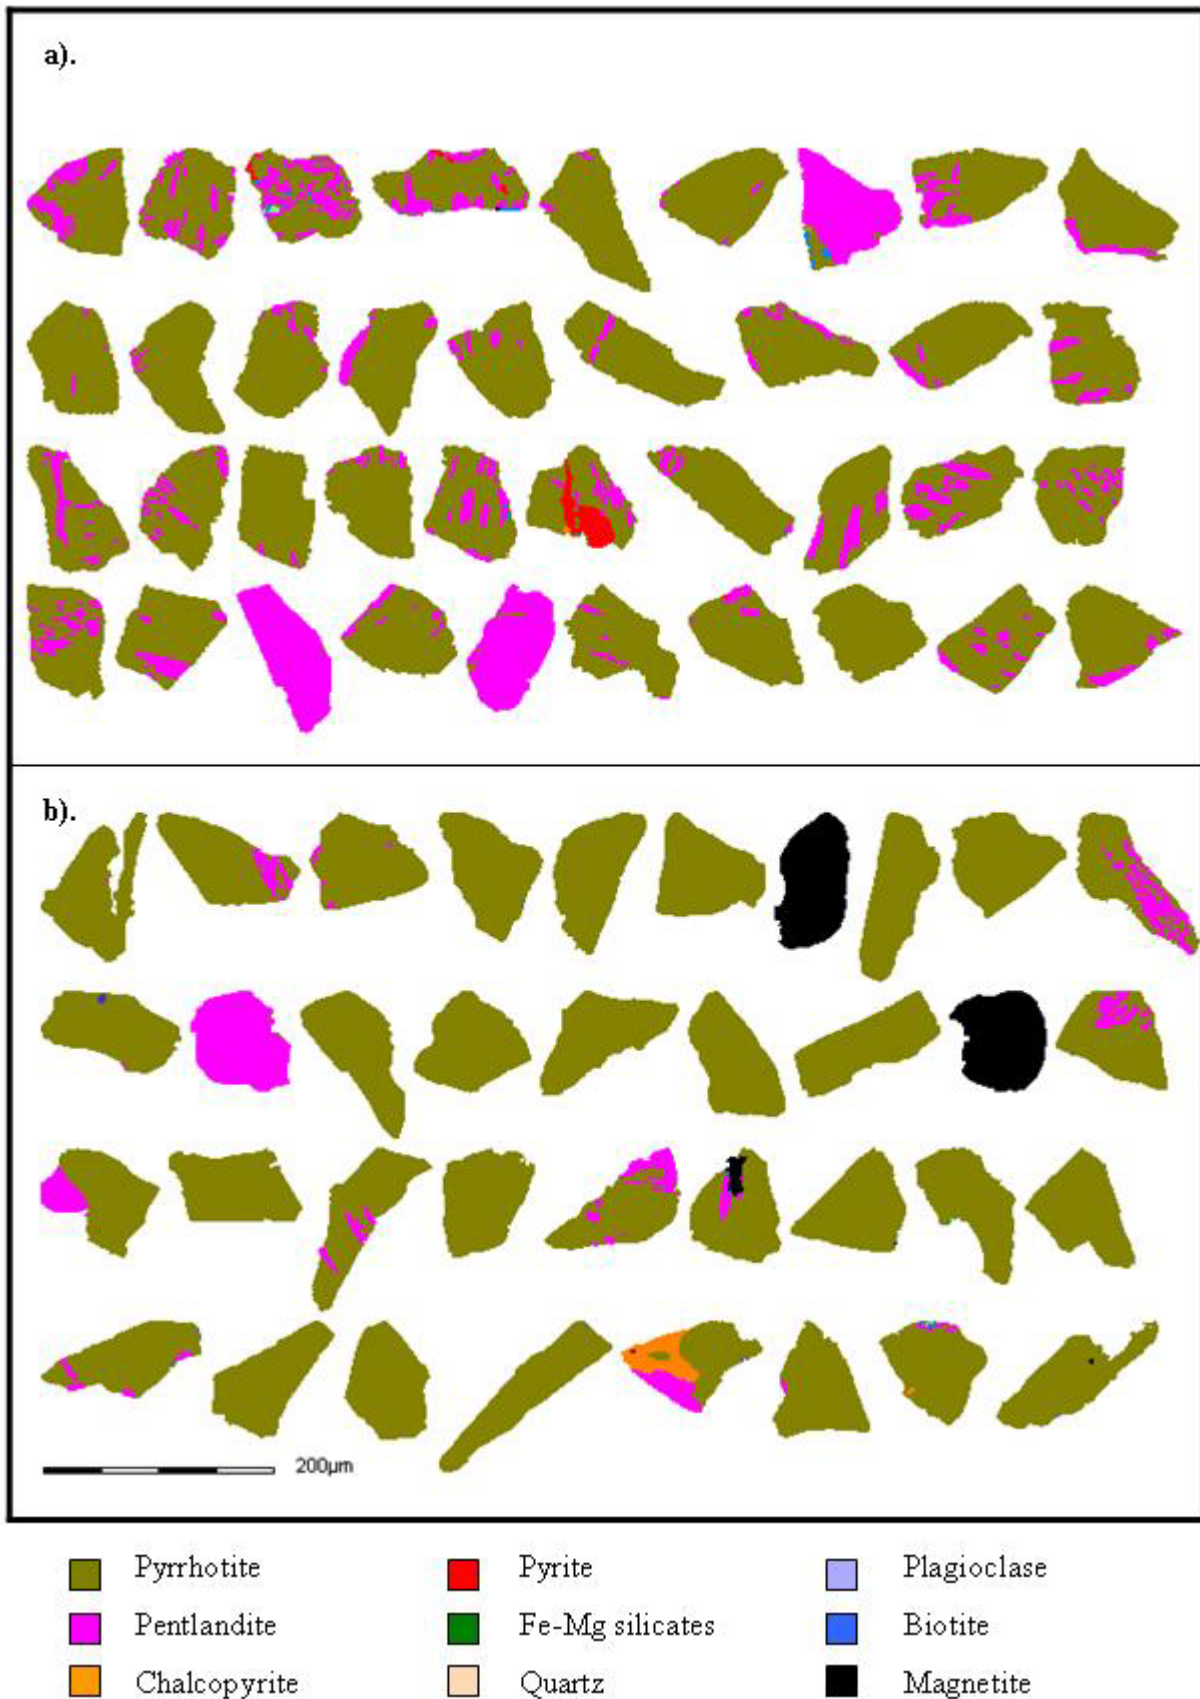 a).
b).
200μm
Pyrrhotite Pyrite Plagioclase
Pentlandite Fe-Mg silicates Biotite
Chalcopyrite Quartz Magnetite